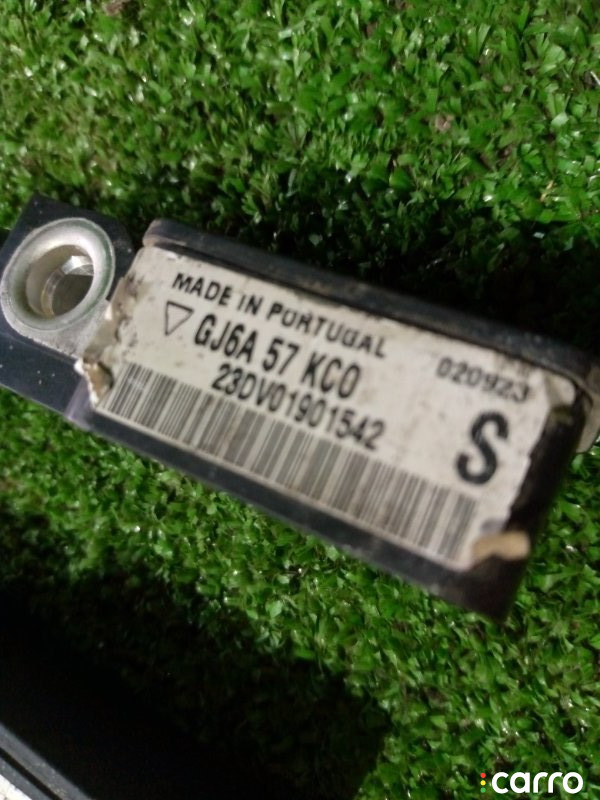 MADE IN PORTUGAL
GJ6A 57 KC0 020923
23DV01901542
S
carro